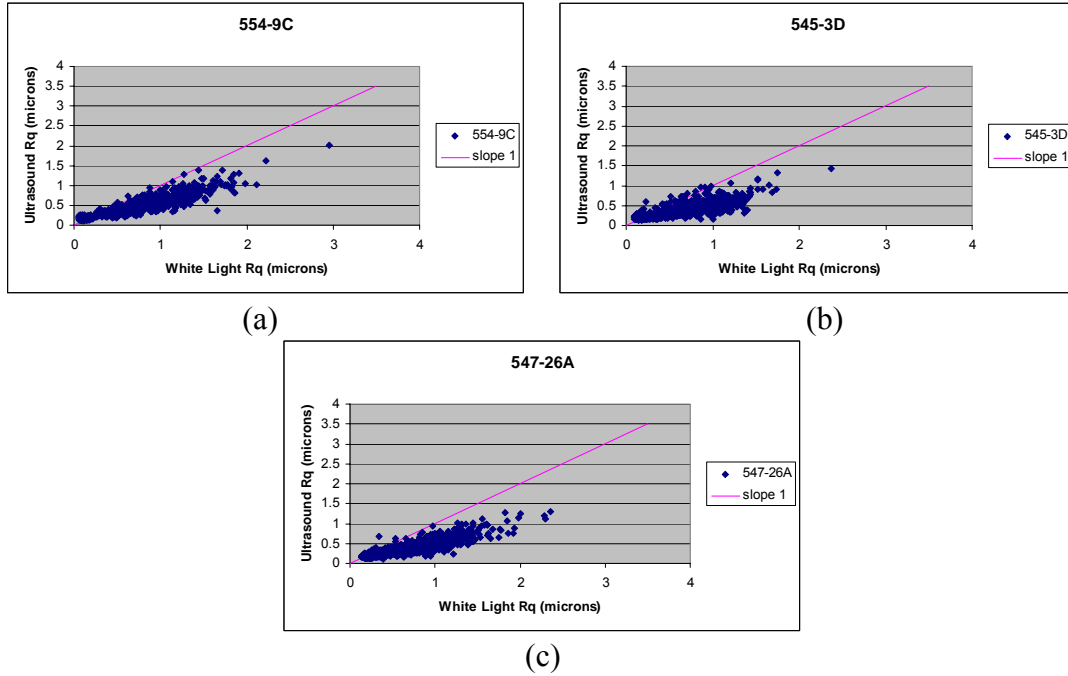 554-9C
Ultrasound Rq (microns)
4
3.5
3
2.5
2
1.5
1
0.5
0
0 1 2 3 4
White Light Rq (microns)
554-9C
slope 1
(a)
545-3D
Ultrasound Rq (microns)
4
3.5
3
2.5
2
1.5
1
0.5
0
0 1 2 3 4
White Light Rq (microns)
545-3D
slope 1
(b)
547-26A
Ultrasound Rq (microns)
4
3.5
3
2.5
2
1.5
1
0.5
0
0 1 2 3 4
White Light Rq (microns)
547-26A
slope 1
(c)